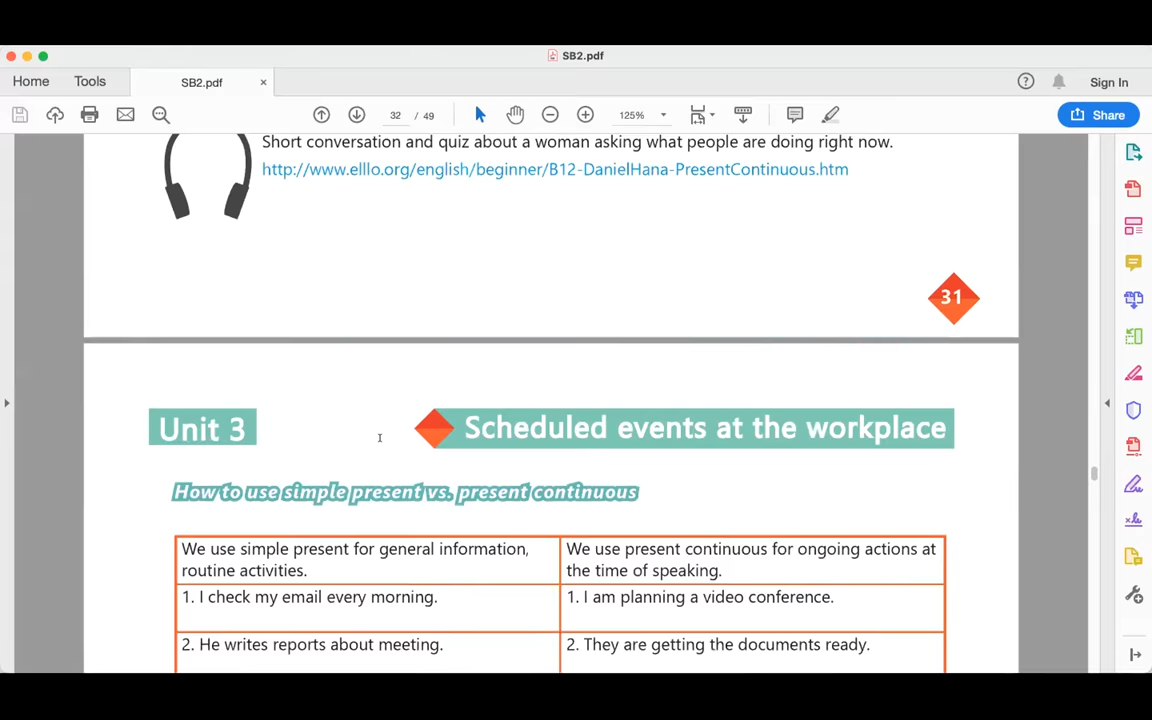 SB2.pdf
Home
Tools
SB2.pdf
×
Sign In
32 / 49
125%
Share
Short conversation and quiz about a woman asking what people are doing right now.
http://www.elllo.org/english/beginner/B12-DanielHana-PresentContinuous.htm
31
Unit 3
Scheduled events at the workplace
How to use simple present vs. present continuous
We use simple present for general information,
routine activities.
We use present continuous for ongoing actions at
the time of speaking.
1. I check my email every morning.
1. I am planning a video conference.
2. He writes reports about meeting.
2. They are getting the documents ready.